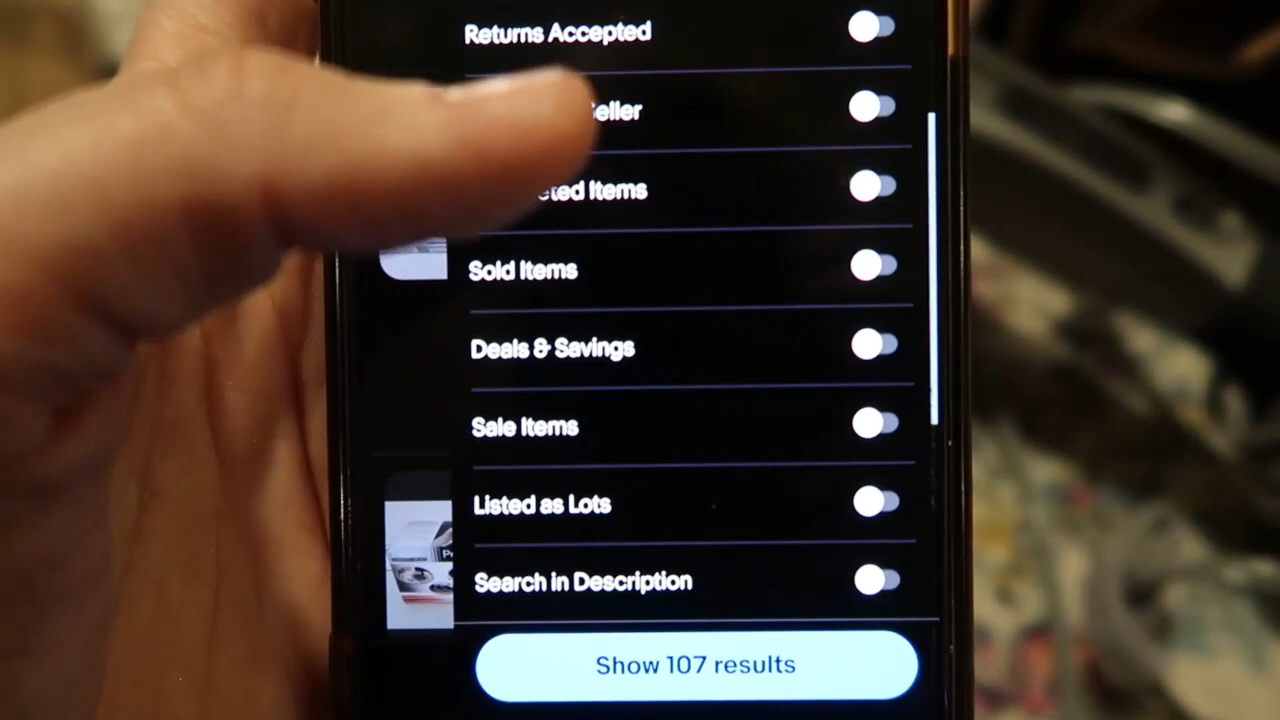 Returns Accepted
eller
eted Items
Sold Items
Deals & Savings
Sale Items
Listed as Lots
Search in Description
Show 107 results